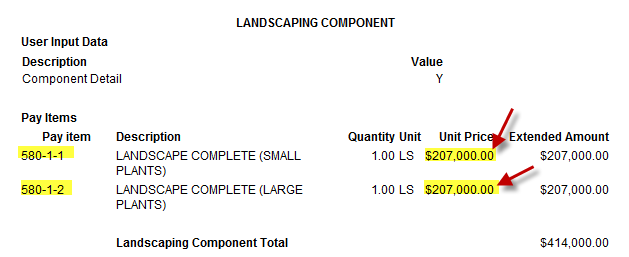 LANDSCAPING COMPONENT
User Input Data
Description Value
Component Detail Y
Pay Items
Pay item Description Quantity Unit Unit Price Extended Amount
580-1-1 LANDSCAPE COMPLETE (SMALL 1.00 LS $207,000.00 $207,000.00
PLANTS)
580-1-2 LANDSCAPE COMPLETE (LARGE 1.00 LS $207,000.00 $207,000.00
PLANTS)
Landscaping Component Total $414,000.00